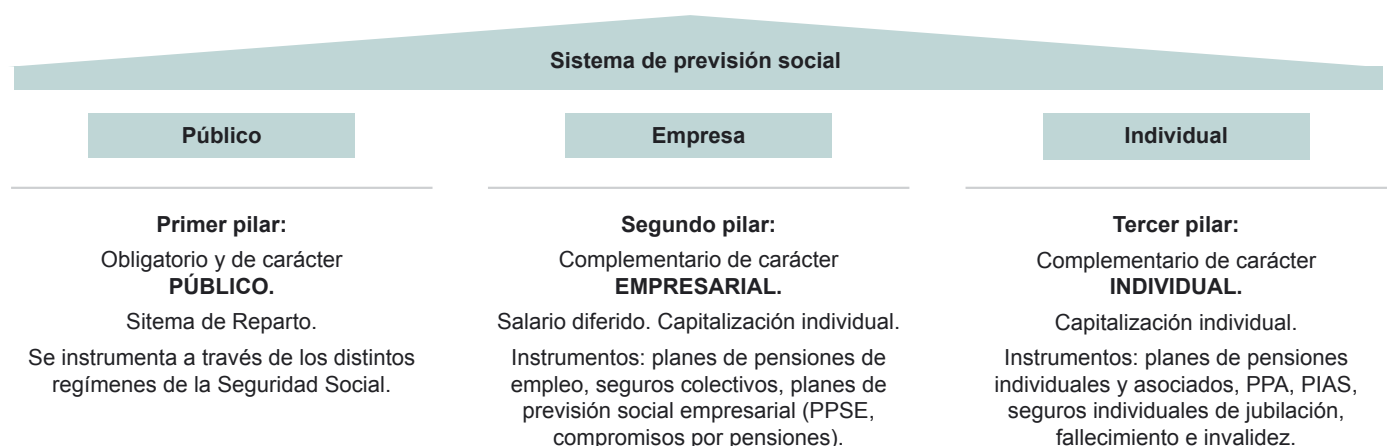 Sistema de previsión social
Público
Empresa
Individual
Primer pilar:
Obligatorio y de carácter
PÚBLICO.
Sitema de Reparto.
Se instrumenta a través de los distintos
regímenes de la Seguridad Social.
Segundo pilar:
Complementario de carácter
EMPRESARIAL.
Salario diferido. Capitalización individual.
Instrumentos: planes de pensiones de
empleo, seguros colectivos, planes de
previsión social empresarial (PPSE,
compromisos por pensiones).
Tercer pilar:
Complementario de carácter
INDIVIDUAL.
Capitalización individual.
Instrumentos: planes de pensiones
individuales y asociados, PPA, PIAS,
seguros individuales de jubilación,
fallecimiento e invalidez.